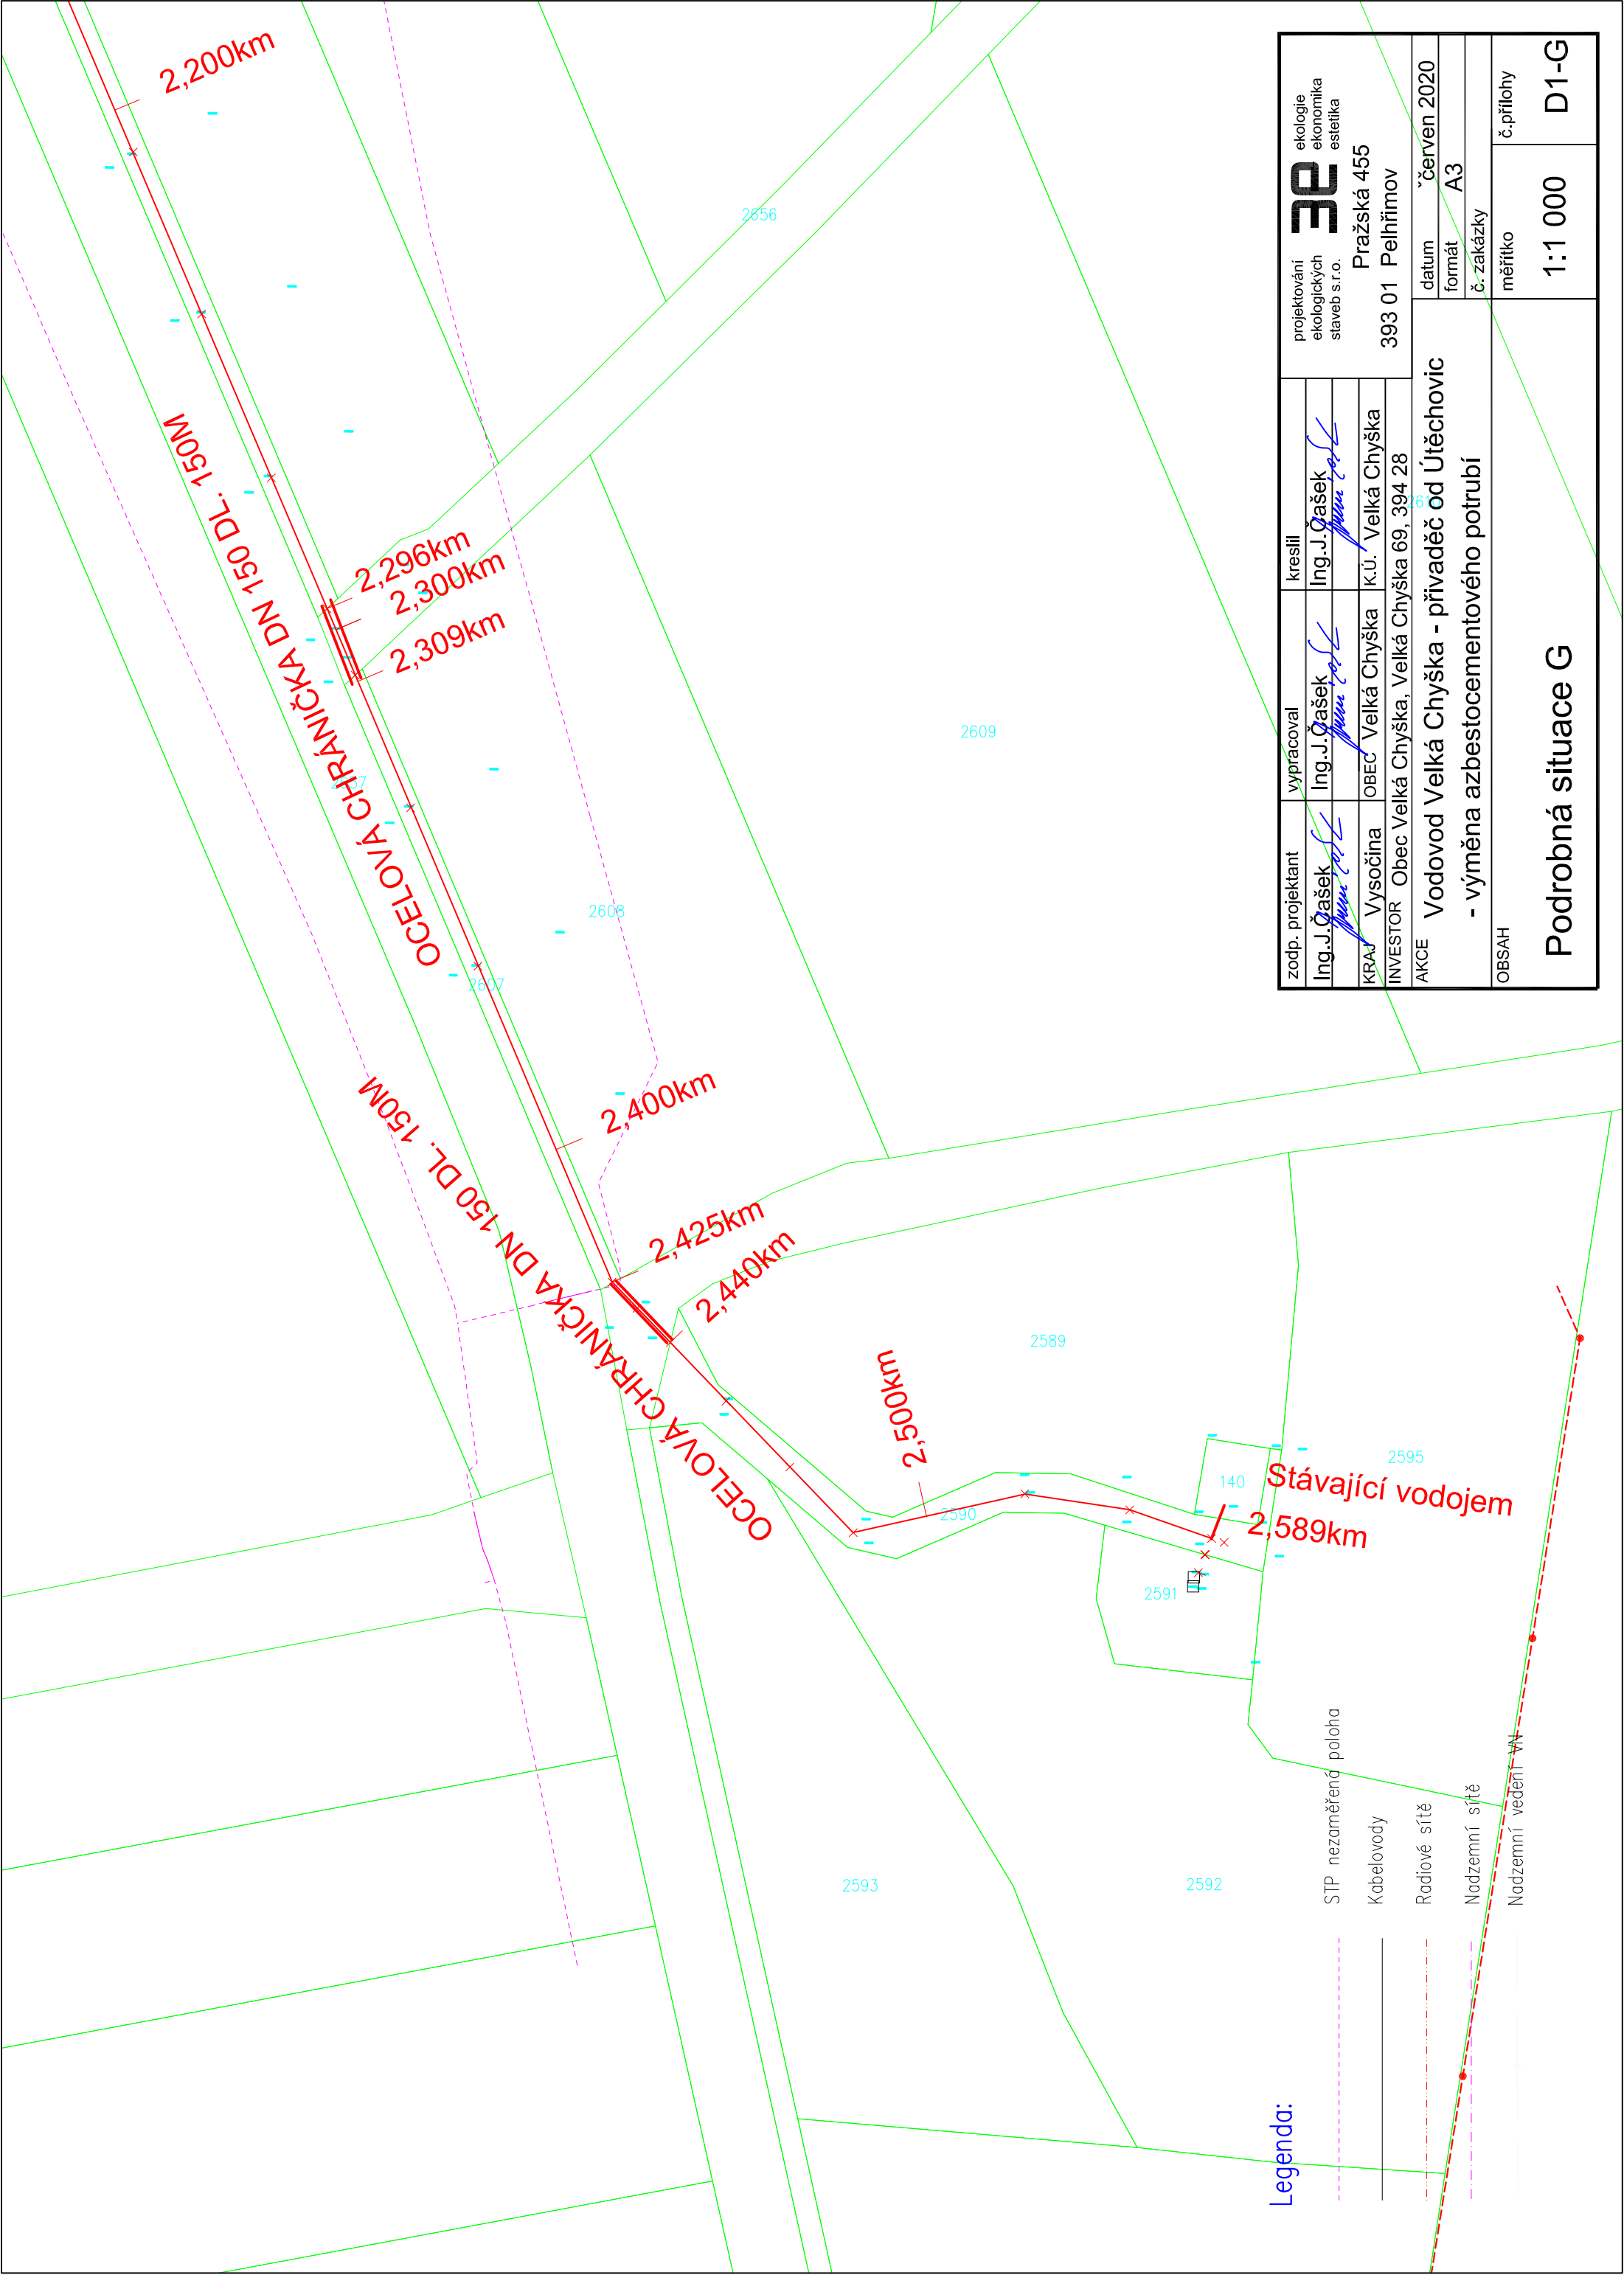 2,200km
OCELOVÁ CHRÁNIČKA DN 150 DL. 150M
2,296km
2,300km
2,309km
2656
2609
2608
2607
2,400km
OCELOVÁ CHRÁNIČKA DN 150 DL. 150M
2,425km
2,440km
2,500km
2589
2590
140
2595
Stávající vodojem
2,589km
2591
2593
2592
Legenda:
STP nezaměřená poloha
Kabelovody
Radiové sítě
Nadzemní sítě
Nadzemní vedení VN
zodp. projektant
vypracoval
kreslil
Ing.J.Čašek
Ing.J.Čašek
Ing.J.Čašek
projektování
ekologických
staveb s.r.o.
3e
ekologie
ekonomika
estetika
Pražská 455
393 01 Pelhřimov
KRAJ Vysočina
OBEC Velká Chyška
K.Ú. Velká Chyška
INVESTOR Obec Velká Chyška, Velká Chyška 69, 394 28
AKCE Vodovod Velká Chyška - přivaděč od Útěchovic
- výměna azbestocementového potrubí
datum červen 2020
formát A3
č. zakázky
měřítko
1:1 000
č.přílohy
D1-G
OBSAH
Podrobná situace G